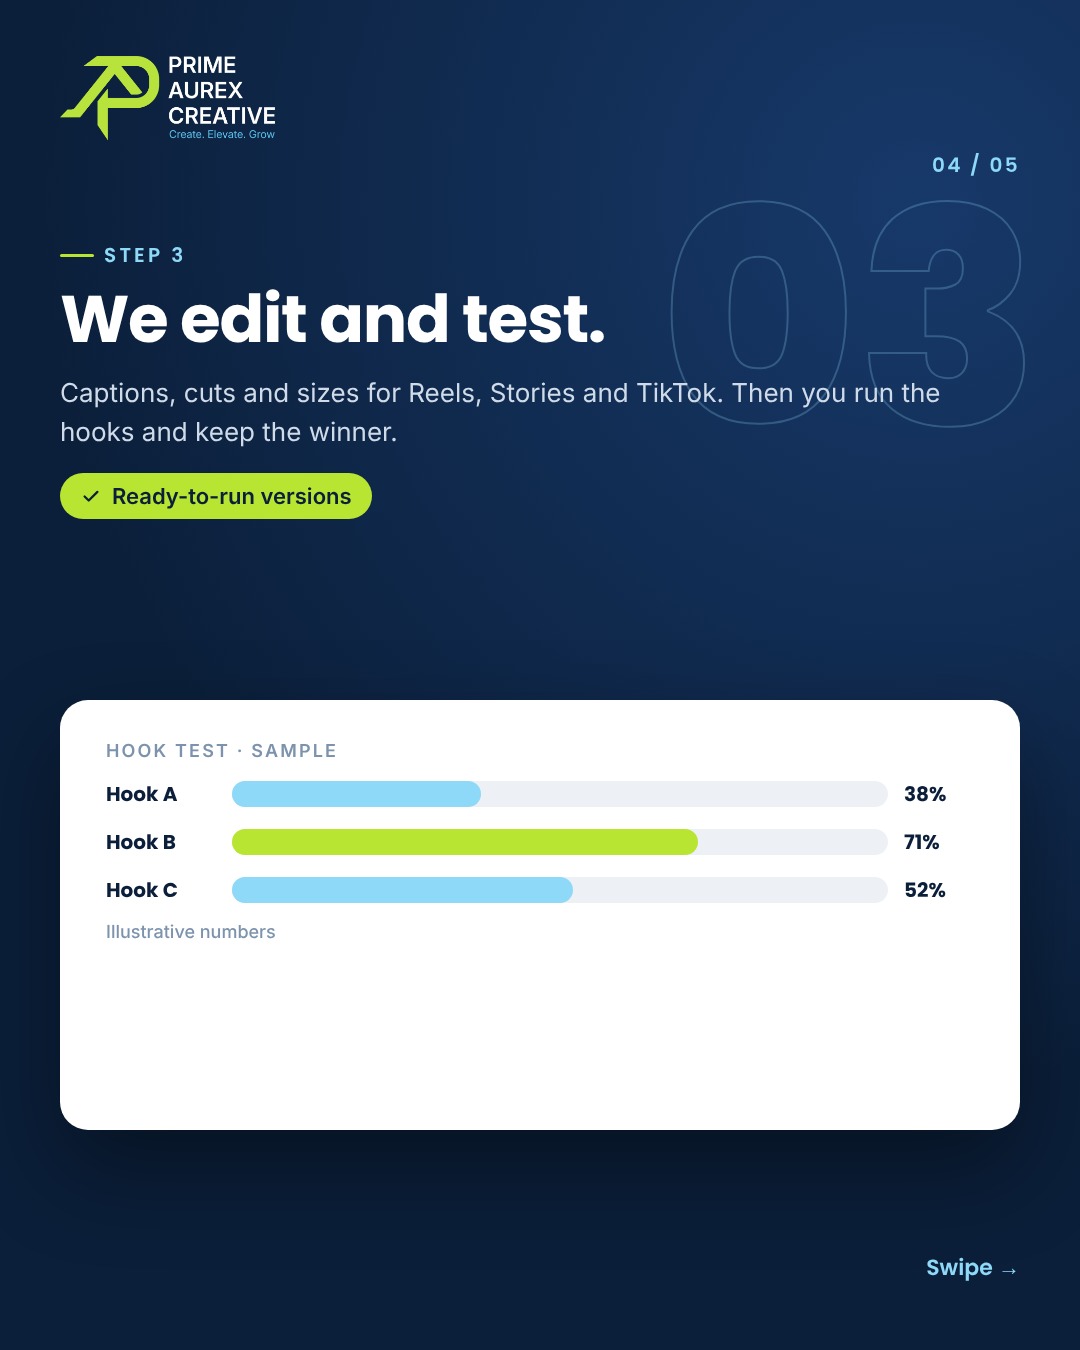 PRIME
AUREX
CREATIVE
Create. Elevate. Grow
04 / 05
03
STEP 3
We edit and test.
Captions, cuts and sizes for Reels, Stories and TikTok. Then you run the
hooks and keep the winner.
Ready-to-run versions
HOOK TEST · SAMPLE
Hook A 38%
Hook B 71%
Hook C 52%
Illustrative numbers
Swipe →